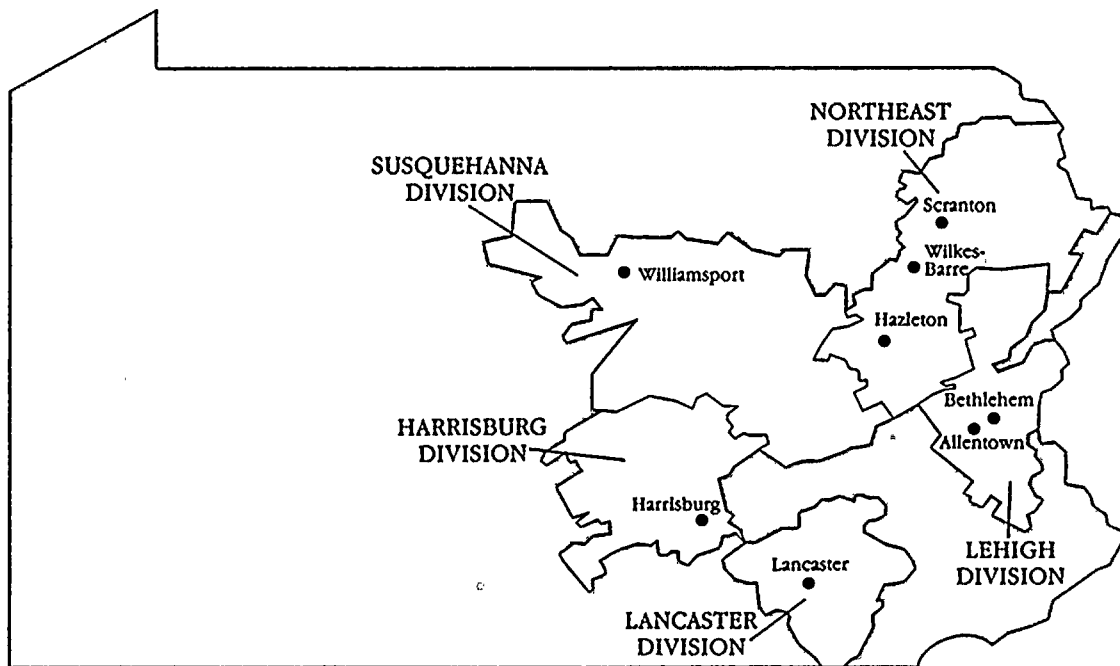 NORTHEAST
DIVISION
SUSQUEHANNA
DIVISION
Scranton
Wilkes-
Barre
Williamsport
Hazleton
Bethlehem
Allentown
HARRISBURG
DIVISION
Harrisburg
LEHIGH
DIVISION
Lancaster
LANCASTER
DIVISION